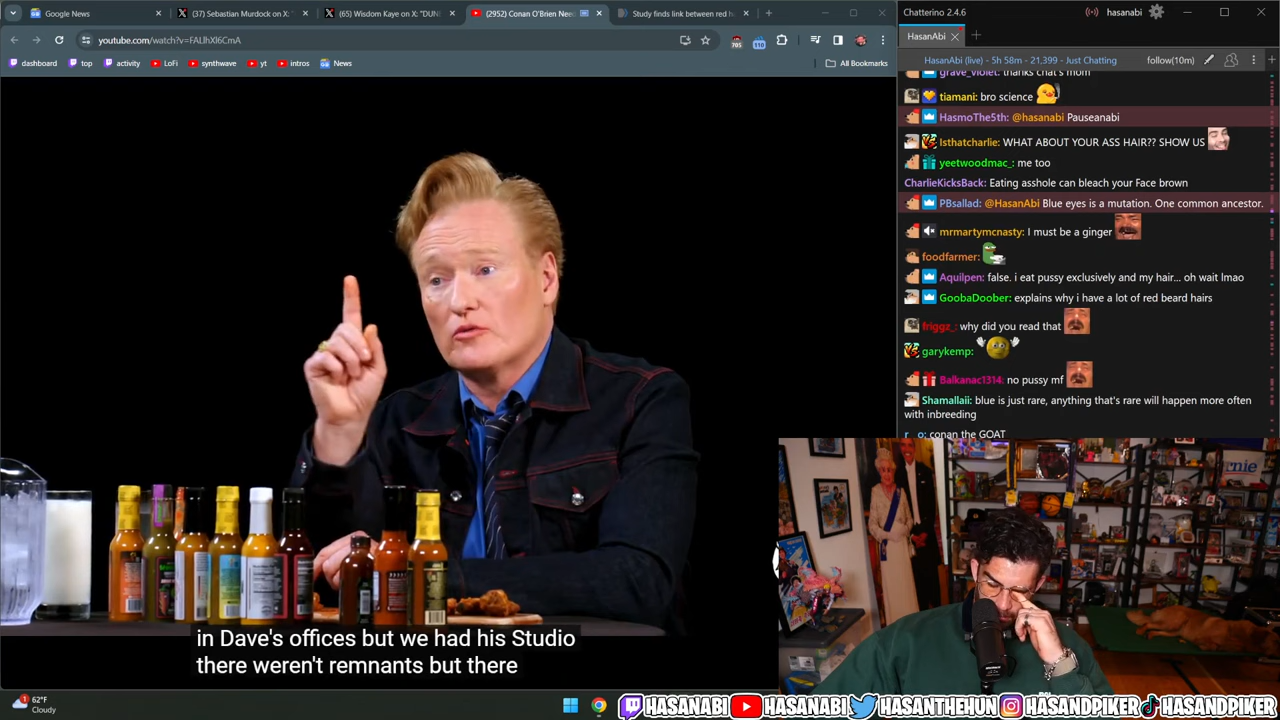 Google News
(37) Sebastian Murdock on X: "
(65) Wisdom Kaye on X: "DUN
(2952) Conan O'Brien Nee
Study finds link between red h
youtube.com/watch?v=FALlhXl6CmA
705
110
dashboard
top
activity
LoFi
synthwave
yt
intros
News
All Bookmarks
in Dave's offices but we had his Studio
there weren't remnants but there
Chatterino 2.4.6
hasanabi
HasanAbi
HasanAbi (live) - 5h 58m - 21,399 - Just Chatting
follow(10m)
grave_violet: thanks chat's mom
tiamani: bro science
HasmoThe5th: @hasanabi Pauseanabi
Isthatcharlie: WHAT ABOUT YOUR ASS HAIR?? SHOW US
yeetwoodmac_: me too
CharlieKicksBack: Eating asshole can bleach your Face brown
PBsallad: @HasanAbi Blue eyes is a mutation. One common ancestor.
mrmartymcnasty: I must be a ginger
foodfarmer:
Aquilpen: false. i eat pussy exclusively and my hair... oh wait lmao
GoobaDoober: explains why i have a lot of red beard hairs
friggz_: why did you read that
garykemp:
Balkanac1314: no pussy mf
Shamallaii: blue is just rare, anything that's rare will happen more often
with inbreeding
r__o: conan the GOAT
ernie
1
62°F
Cloudy
HASANABI
HASANABI
HASANTHEHUN
HASANDPIKER
HASANDPIKER